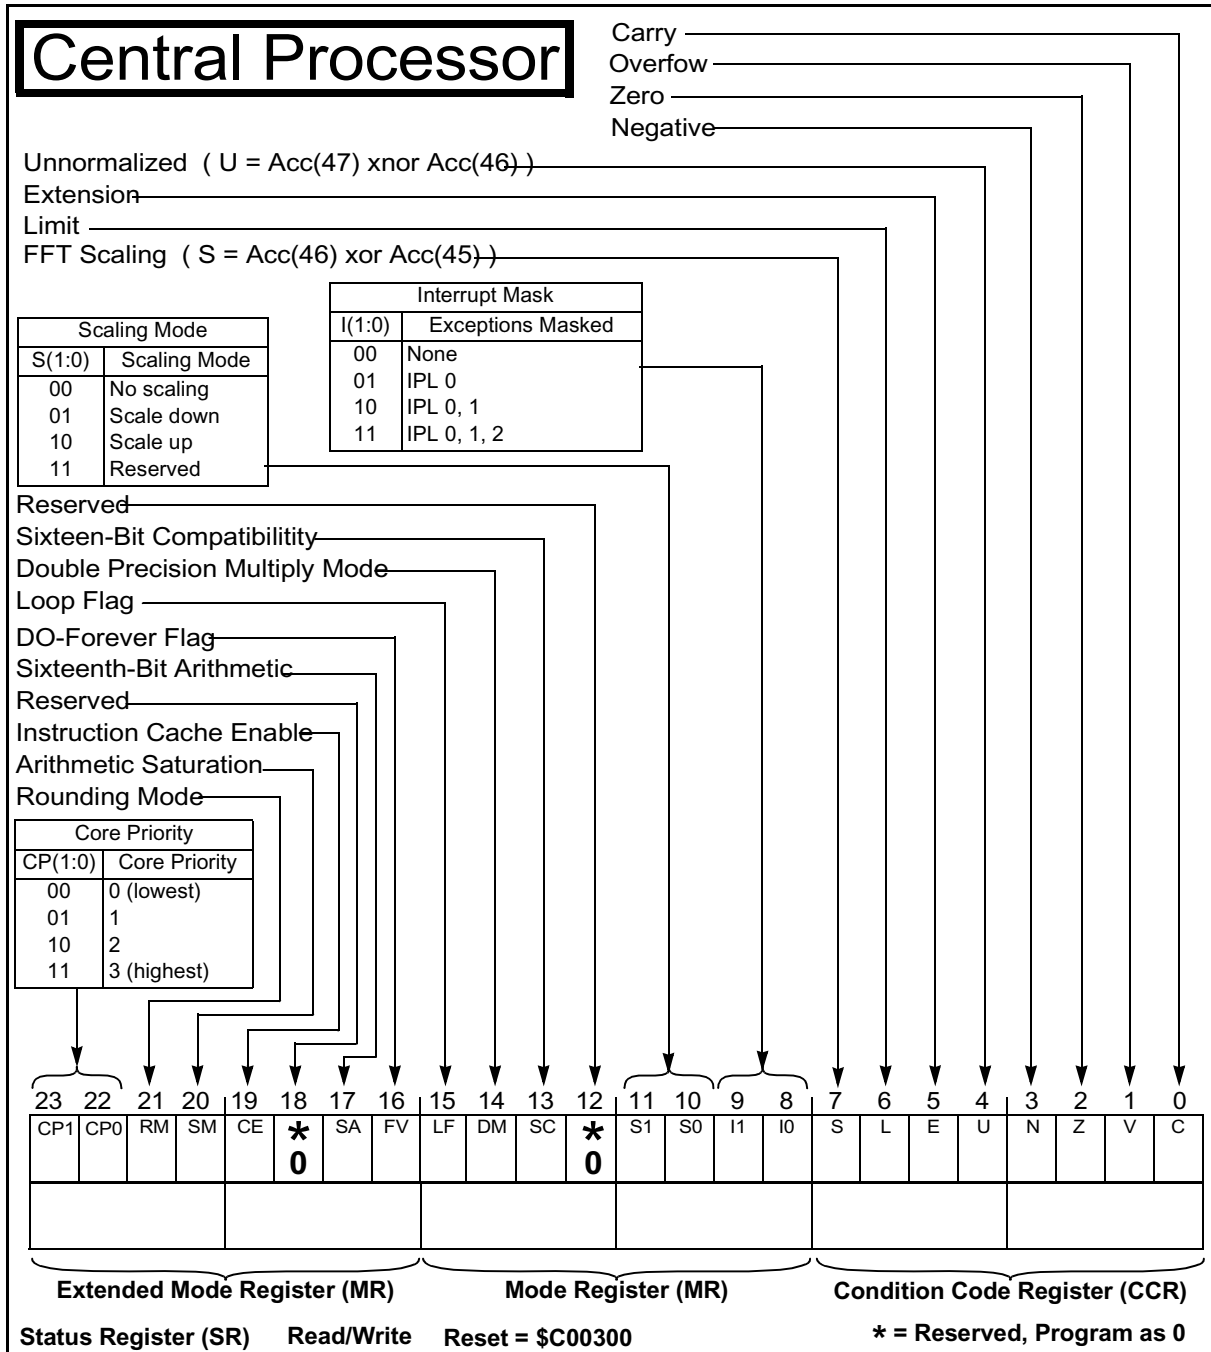 Central Processor
Carry
Overfow
Zero
Negative
Unnormalized ( U = Acc(47) xnor Acc(46) )
Extension
Limit
FFT Scaling ( S = Acc(46) xor Acc(45) )
Interrupt Mask
I(1:0) Exceptions Masked
00 None
01 IPL 0
10 IPL 0, 1
11 IPL 0, 1, 2
Scaling Mode
S(1:0) Scaling Mode
00 No scaling
01 Scale down
10 Scale up
11 Reserved
Reserved
Sixteen-Bit Compatibilitity
Double Precision Multiply Mode
Loop Flag
DO-Forever Flag
Sixteenth-Bit Arithmetic
Reserved
Instruction Cache Enable
Arithmetic Saturation
Rounding Mode
Core Priority
CP(1:0) Core Priority
00 0 (lowest)
01 1
10 2
11 3 (highest)
23 22 21 20 19 18 17 16 15 14 13 12 11 10 9 8 7 6 5 4 3 2 1 0
CP1 CP0 RM SM CE * SA FV LF DM SC * S1 S0 I1 I0 S L E U N Z V C
0 0
Extended Mode Register (MR) Mode Register (MR) Condition Code Register (CCR)
Status Register (SR) Read/Write Reset = $C00300 * = Reserved, Program as 0